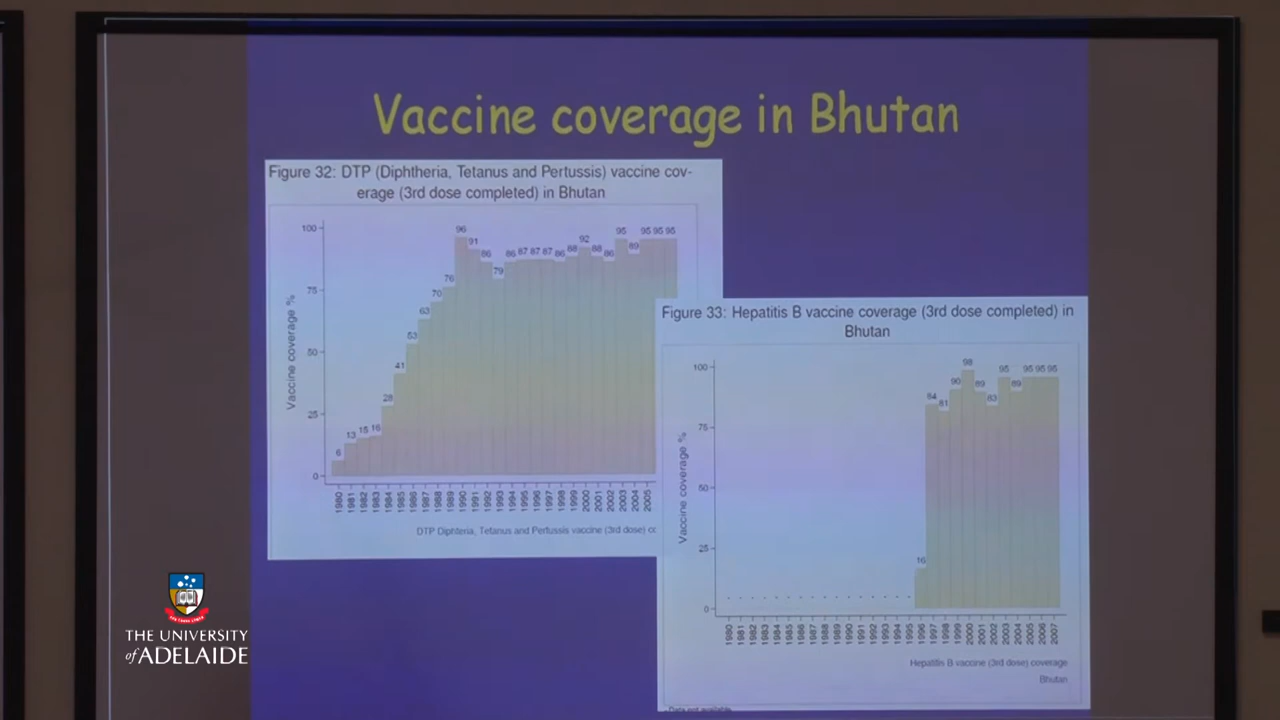 Vaccine coverage in Bhutan
Figure 32: DTP (Diphtheria, Tetanus and Pertussis) vaccine cov-
erage (3rd dose completed) in Bhutan
Vaccine coverage %
100
75
50
25
0
6 13 15 16 28 41 53 63 70 76 96 91 86 79 86 87 87 87 86 88 92 88 86 95 89 95 95 95
1980 1981 1982 1983 1984 1985 1986 1987 1988 1989 1990 1991 1992 1993 1994 1995 1996 1997 1998 1999 2000 2001 2002 2003 2004 2005
DTP Diphteria, Tetanus and Pertussis vaccine (3rd dose) co
Figure 33: Hepatitis B vaccine coverage (3rd dose completed) in
Bhutan
Vaccine coverage %
100
75
50
25
0
16 84 81 90 98 89 83 95 89 95 95 95
1980 1981 1982 1983 1984 1985 1986 1987 1988 1989 1990 1991 1992 1993 1994 1995 1996 1997 1998 1999 2000 2001 2002 2003 2004 2005 2006 2007
Hepatitis B vaccine (3rd dose) coverage
Bhutan
- Data not available
THE UNIVERSITY
of ADELAIDE